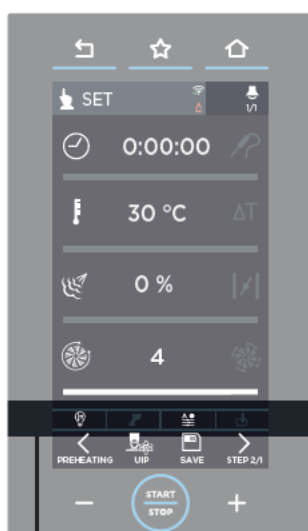 SET
1/1
0:00:00
30 °C
ΔT
0 %
4
PREHEATING UIP SAVE STEP 2/1
START
STOP